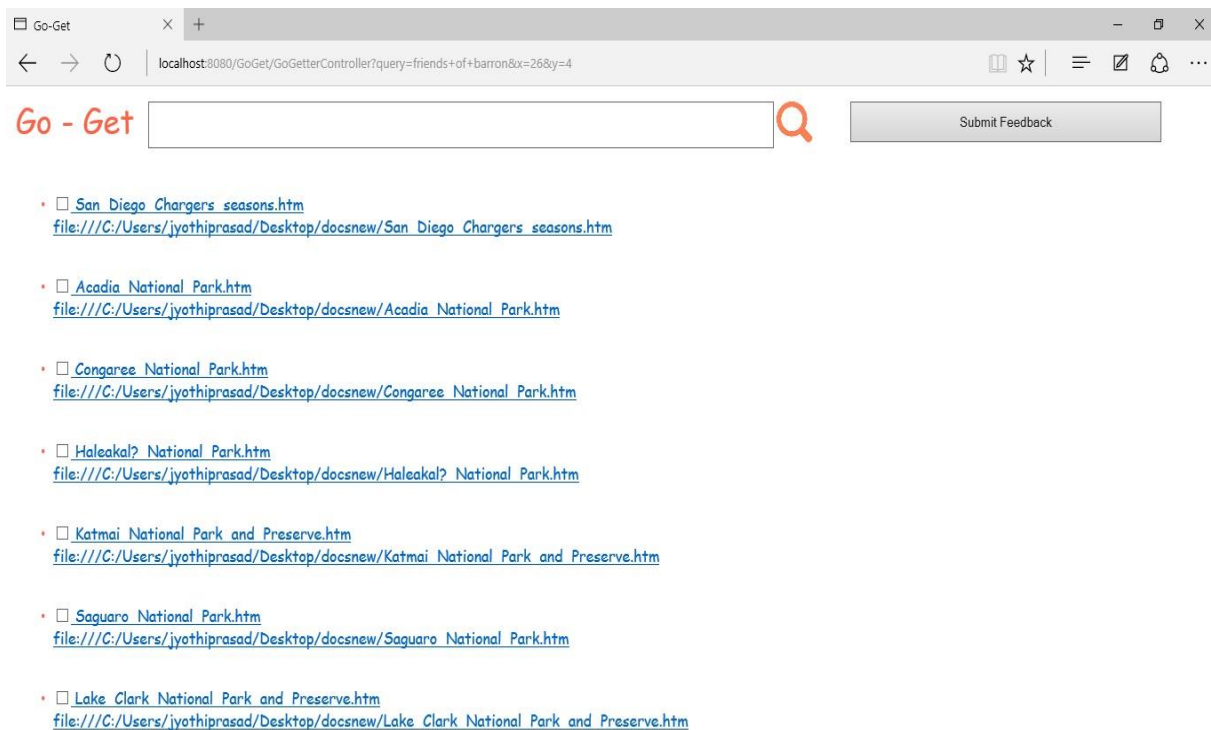 Go-Get
localhost:8080/GoGet/GoGetterController?query=friends+of+barron&x=26&y=4
Go - Get
Submit Feedback
San Diego Chargers seasons.htm
file:///C:/Users/jyothiprasad/Desktop/docsnew/San Diego Chargers seasons.htm
Acadia National Park.htm
file:///C:/Users/jyothiprasad/Desktop/docsnew/Acadia National Park.htm
Congaree National Park.htm
file:///C:/Users/jyothiprasad/Desktop/docsnew/Congaree National Park.htm
Haleakal? National Park.htm
file:///C:/Users/jyothiprasad/Desktop/docsnew/Haleakal? National Park.htm
Katmai National Park and Preserve.htm
file:///C:/Users/jyothiprasad/Desktop/docsnew/Katmai National Park and Preserve.htm
Saguaro National Park.htm
file:///C:/Users/jyothiprasad/Desktop/docsnew/Saguaro National Park.htm
Lake Clark National Park and Preserve.htm
file:///C:/Users/jyothiprasad/Desktop/docsnew/Lake Clark National Park and Preserve.htm